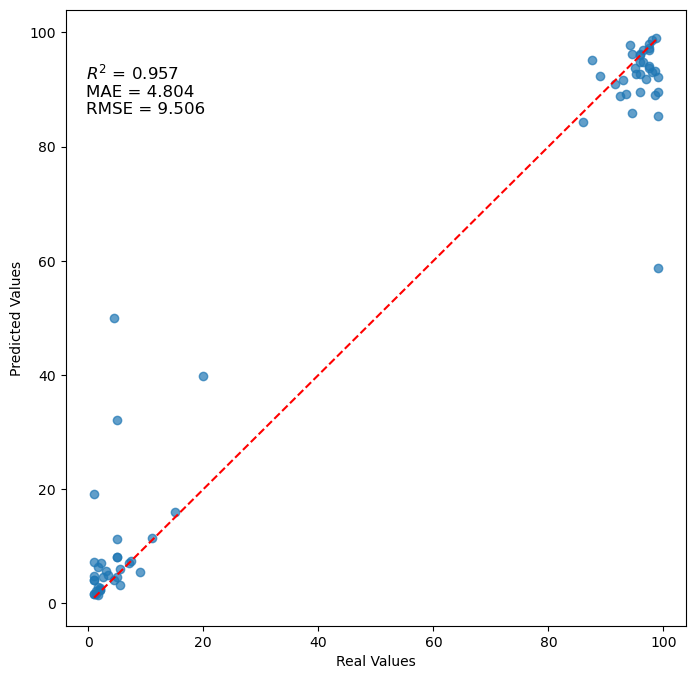 100
R² = 0.957
MAE = 4.804
RMSE = 9.506
80
60
40
20
0
Predicted Values
0 20 40 60 80 100
Real Values